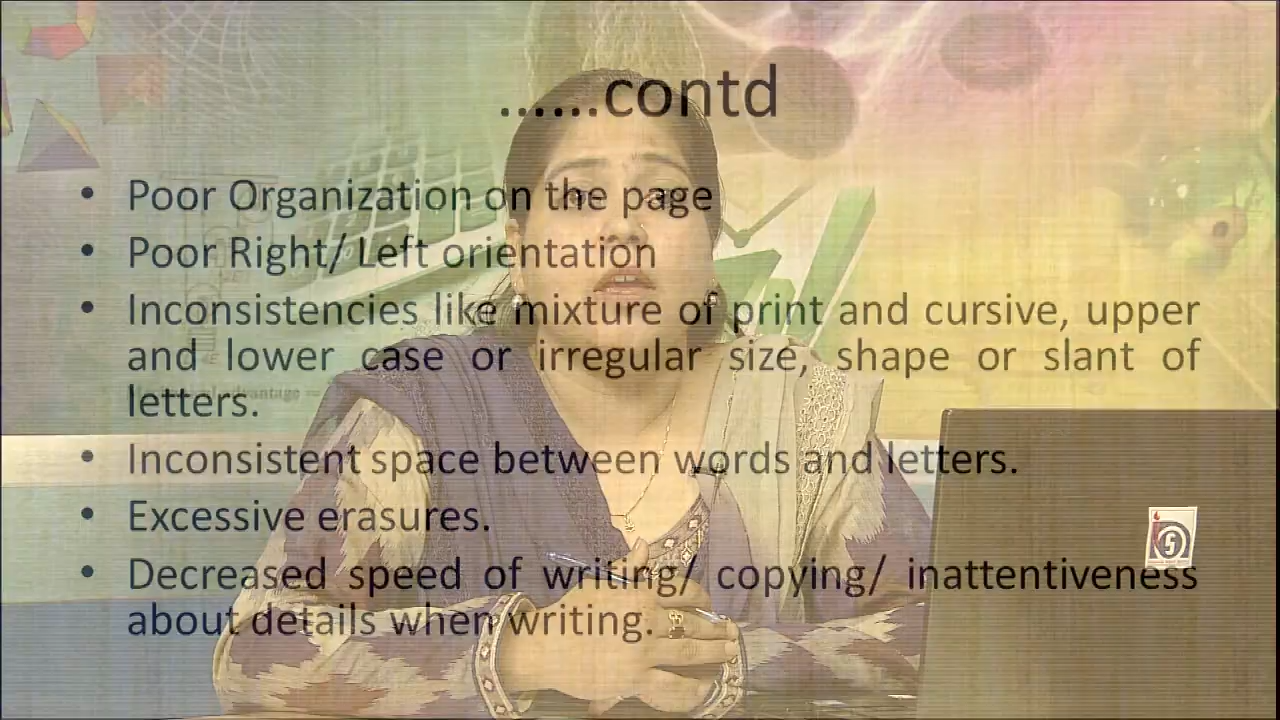 ......contd
• Poor Organization on the page
• Poor Right/ Left orientation
• Inconsistencies like mixture of print and cursive, upper
and lower case or irregular size, shape or slant of
letters.
• Inconsistent space between words and letters.
• Excessive erasures.
• Decreased speed of writing/ copying/ inattentiveness
about details when writing.